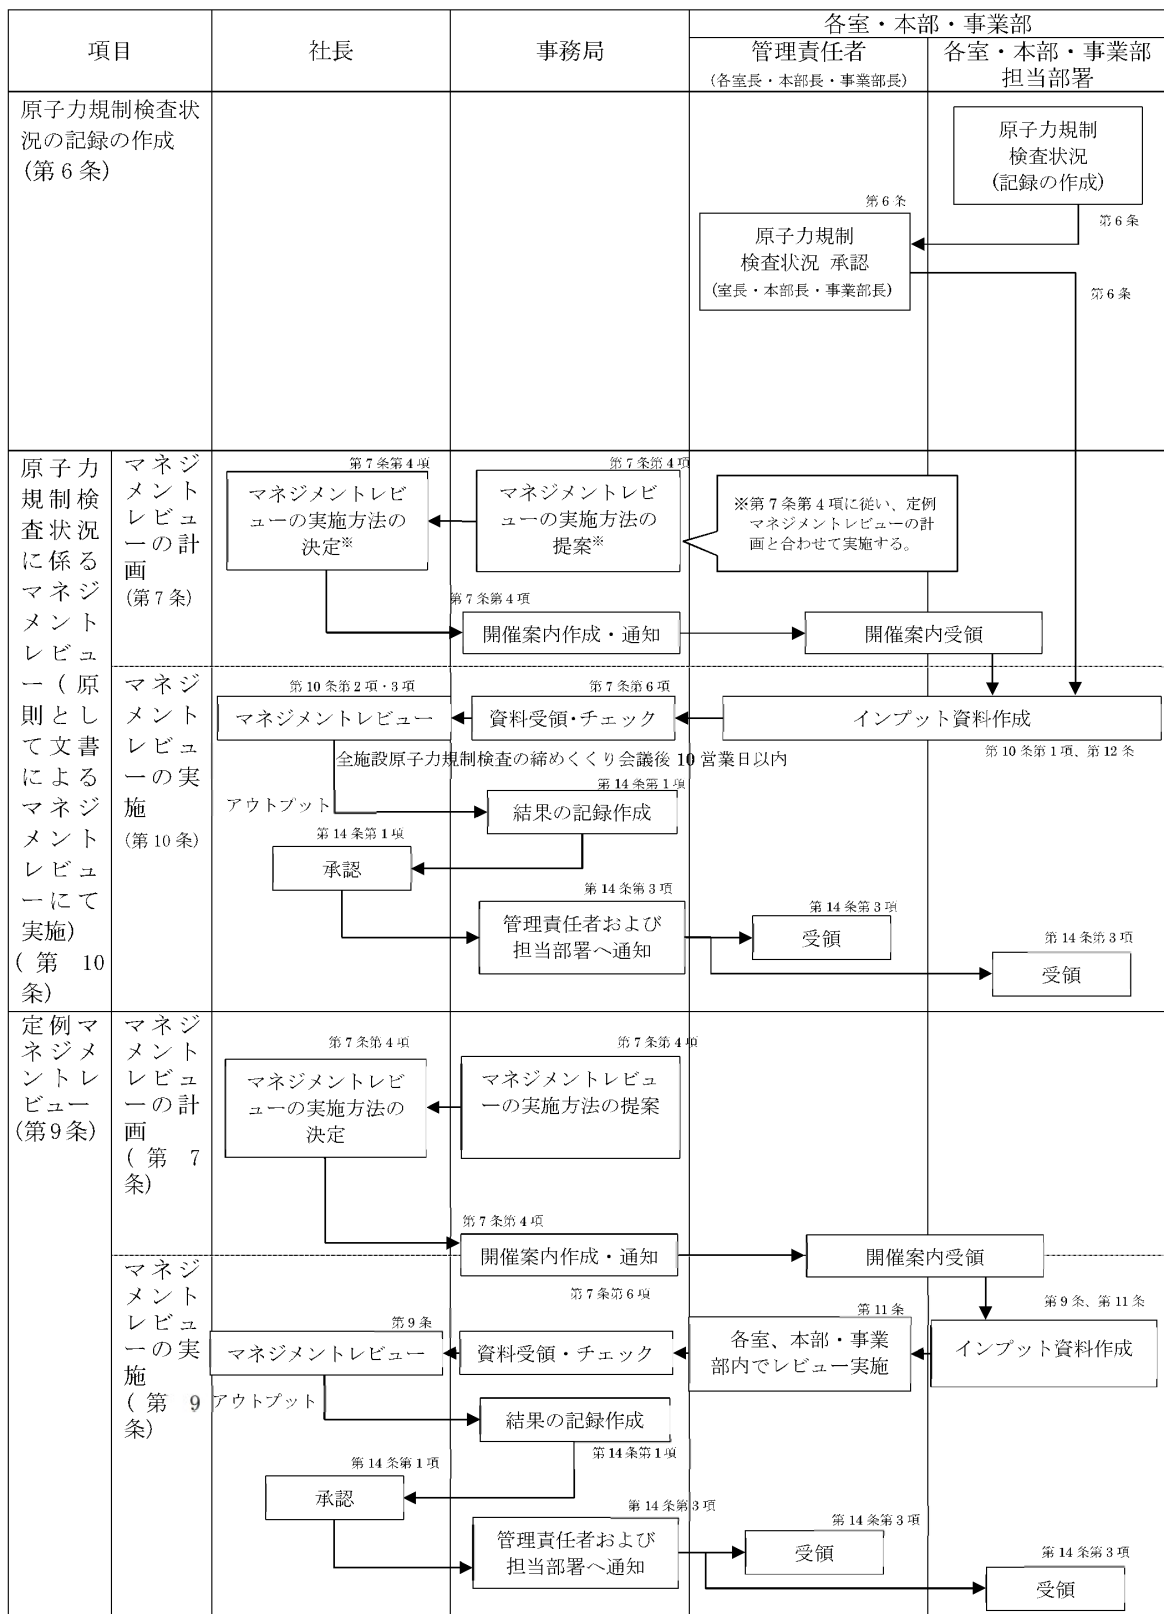 項目
社長
事務局
各室・本部・事業部
管理責任者
(各室長・本部長・事業部長)
各室・本部・事業部
担当部署
原子力規制検査状
況の記録の作成
(第6条)
原子力規制
検査状況
(記録の作成)
第6条
第6条
原子力規制
検査状況 承認
(室長・本部長・事業部長)
第6条
原子力
規制検
査状況
に係る
マネジ
メント
レビュ
ー(原
則とし
て文書
による
マネジ
メント
レビュ
ーにて
実施)
(第 10
条)
マネジ
メント
レビュ
ーの計
画
(第7条)
第7条第4項
マネジメントレビ
ューの実施方法の
決定※
第7条第4項
マネジメントレビュ
ーの実施方法の
提案※
※第7条第4項に従い、定例
マネジメントレビューの計
画と合わせて実施する。
第7条第4項
開催案内作成・通知
開催案内受領
マネジ
メント
レビュ
ーの実
施
(第10条)
第10条第2項・3項
マネジメントレビュー
第7条第6項
資料受領・チェック
インプット資料作成
第10条第1項、第12条
全施設原子力規制検査の締めくくり会議後10営業日以内
アウトプット
第14条第1項
結果の記録作成
第14条第1項
承認
第14条第3項
管理責任者および
担当部署へ通知
第14条第3項
受領
第14条第3項
受領
定例マ
ネジメ
ントレ
ビュー
(第9条)
マネジ
メント
レビュ
ーの計
画
(第 7
条)
第7条第4項
マネジメントレビ
ューの実施方法の
決定
第7条第4項
マネジメントレビュ
ーの実施方法の提案
第7条第4項
開催案内作成・通知
開催案内受領
マネジ
メント
レビュ
ーの実
施
(第 9
条)
第9条
マネジメントレビュー
第7条第6項
資料受領・チェック
第11条
各室、本部・事業
部内でレビュー実施
第9条、第11条
インプット資料作成
アウトプット
結果の記録作成
第14条第1項
第14条第1項
承認
第14条第3項
管理責任者および
担当部署へ通知
第14条第3項
受領
第14条第3項
受領